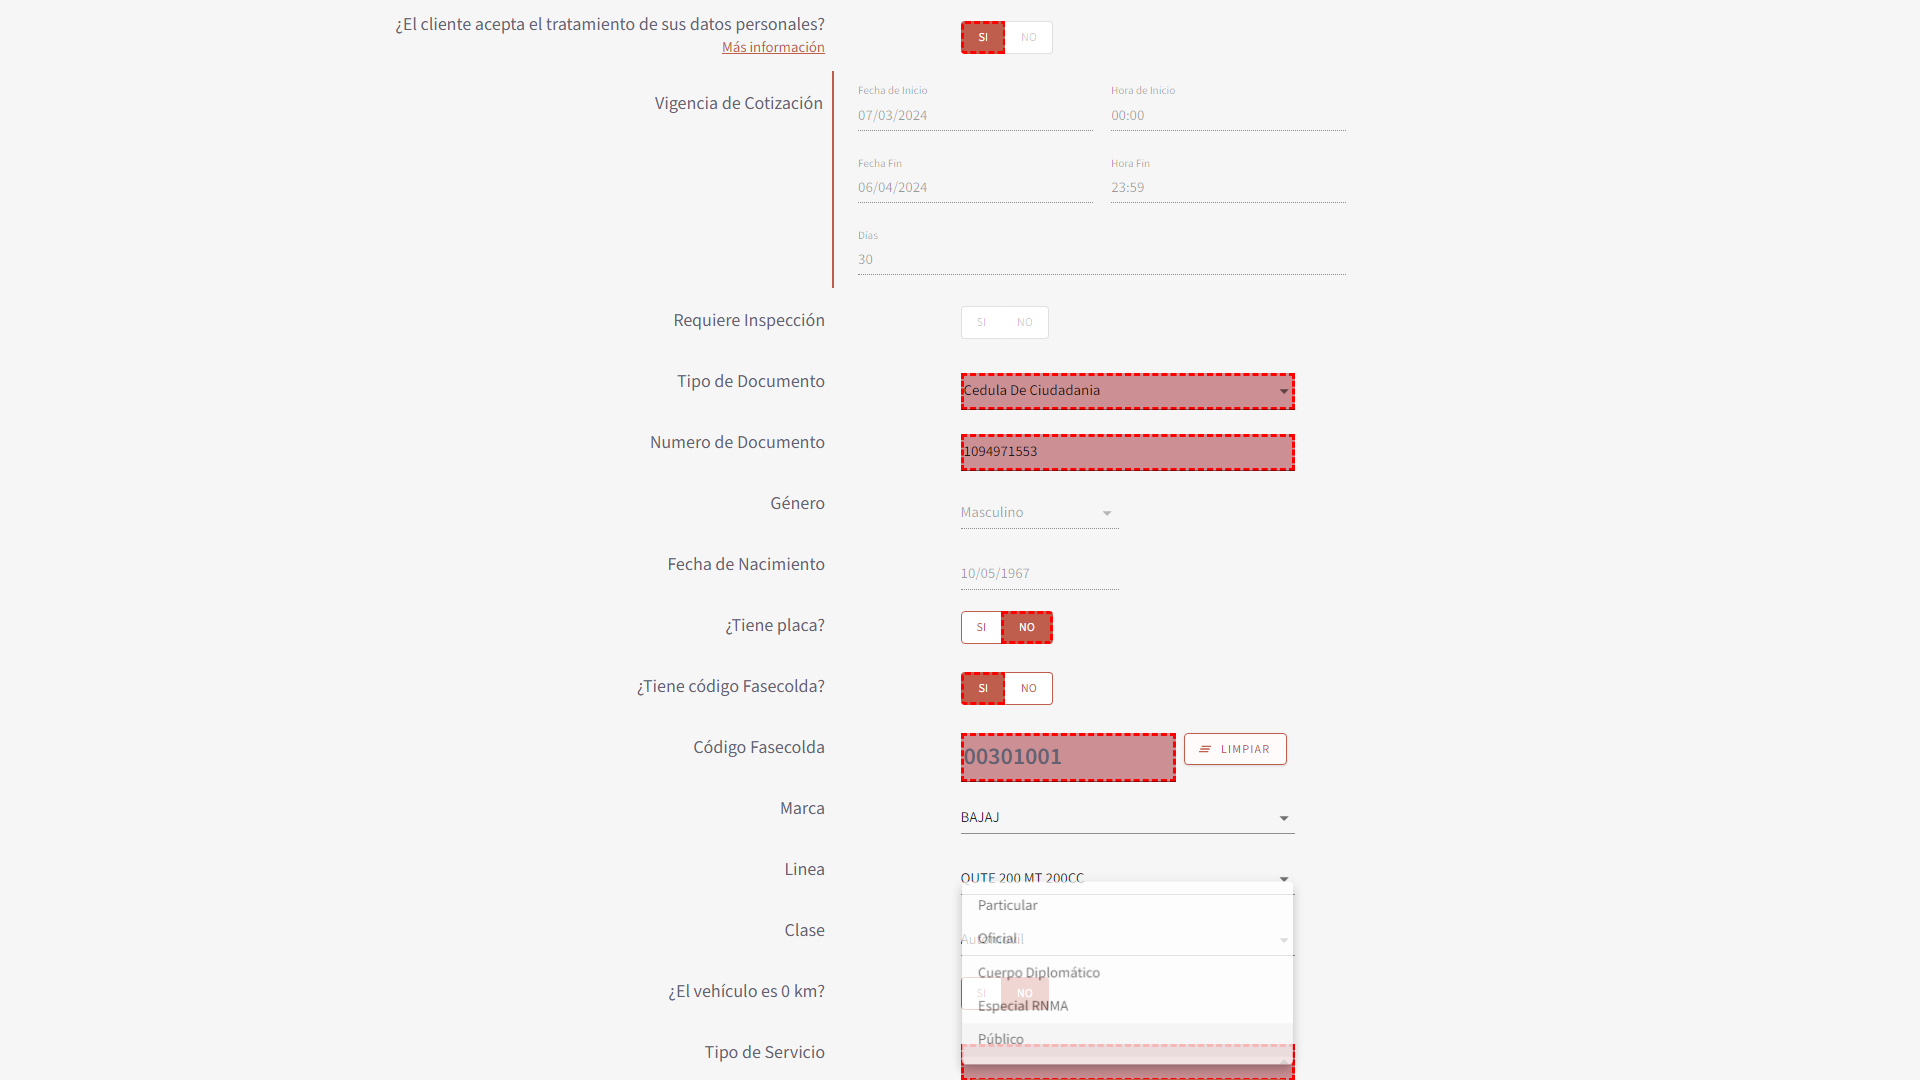 ¿El cliente acepta el tratamiento de sus datos personales?
SI NO
Más información
Vigencia de Cotización
Fecha de Inicio
07/03/2024
Hora de Inicio
00:00
Fecha Fin
06/04/2024
Hora Fin
23:59
Días
30
Requiere Inspección
SI NO
Tipo de Documento
Cedula De Ciudadania
Numero de Documento
1094971553
Género
Masculino
Fecha de Nacimiento
10/05/1967
¿Tiene placa?
SI NO
¿Tiene código Fasecolda?
SI NO
Código Fasecolda
00301001
LIMPIAR
Marca
BAJAJ
Linea
QUTE 200 MT 200CC
Particular
Clase
Automovil
Oficial
Cuerpo Diplomático
¿El vehículo es 0 km?
SI NO
Especial RNMA
Público
Tipo de Servicio